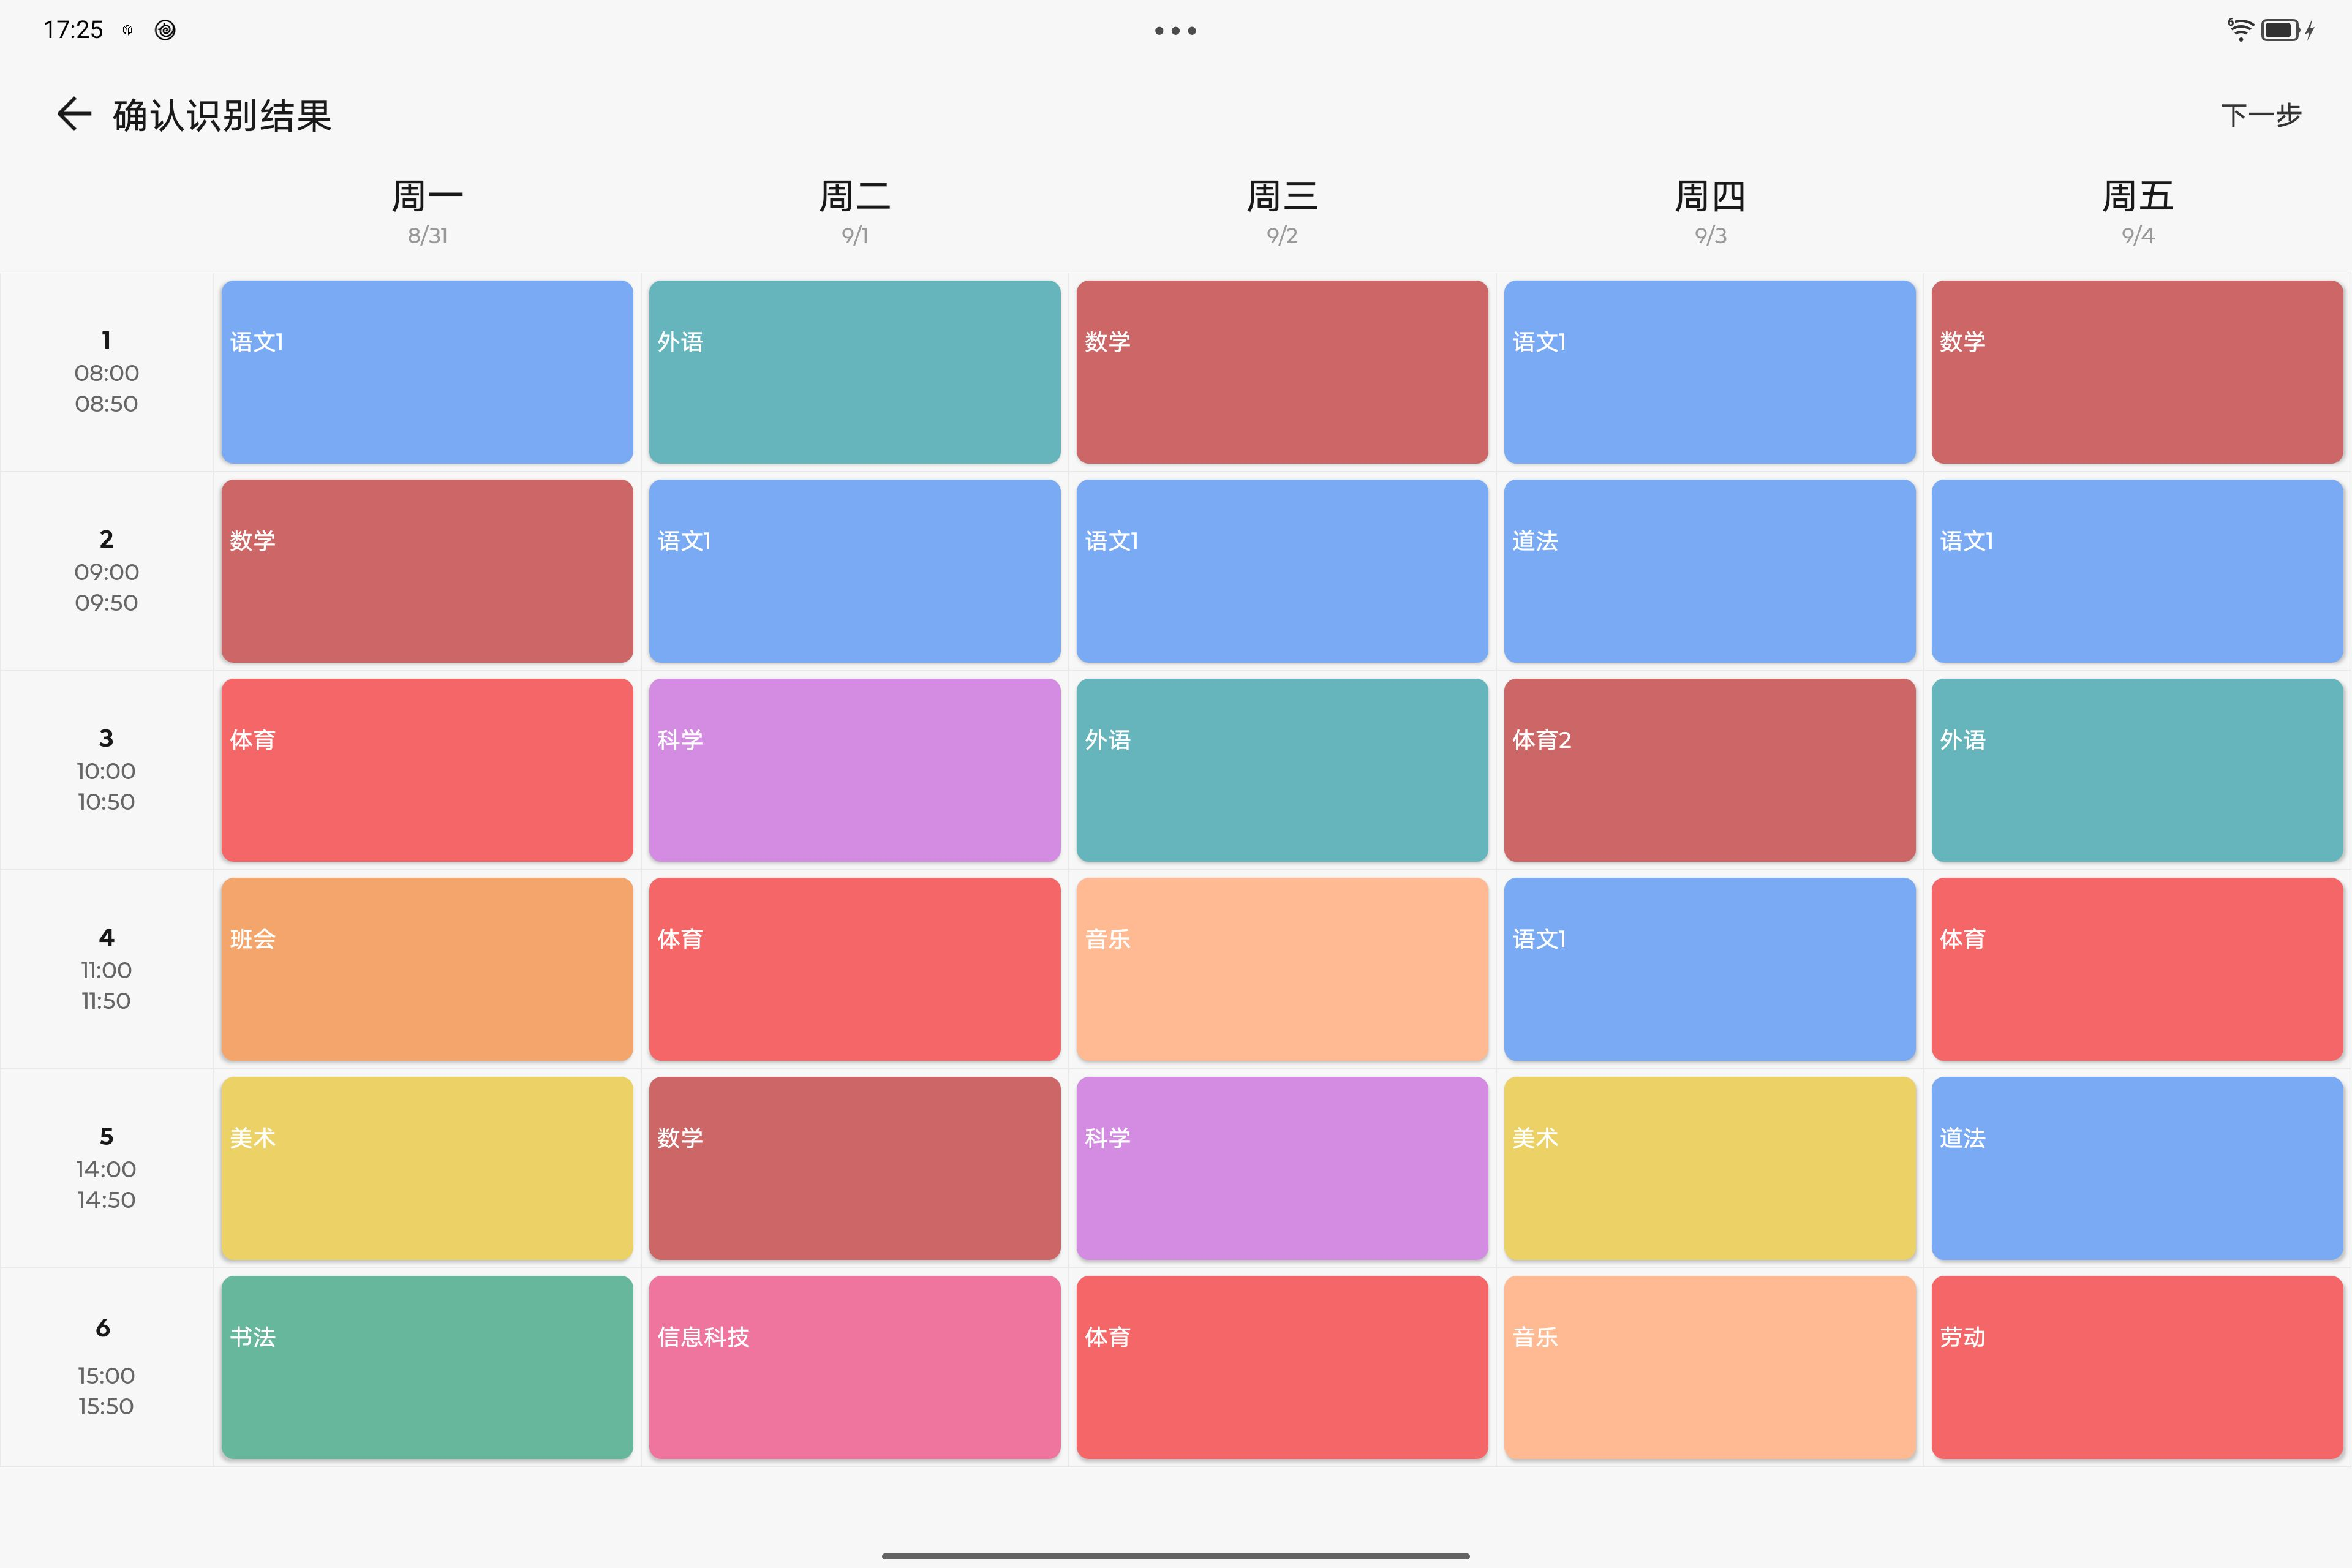 17:25
6
确认识别结果
下一步
周一 周二 周三 周四 周五
8/31 9/1 9/2 9/3 9/4
1
08:00
08:50
语文1 外语 数学 语文1 数学
2
09:00
09:50
数学 语文1 语文1 道法 语文1
3
10:00
10:50
体育 科学 外语 体育2 外语
4
11:00
11:50
班会 体育 音乐 语文1 体育
5
14:00
14:50
美术 数学 科学 美术 道法
6
15:00
15:50
书法 信息科技 体育 音乐 劳动